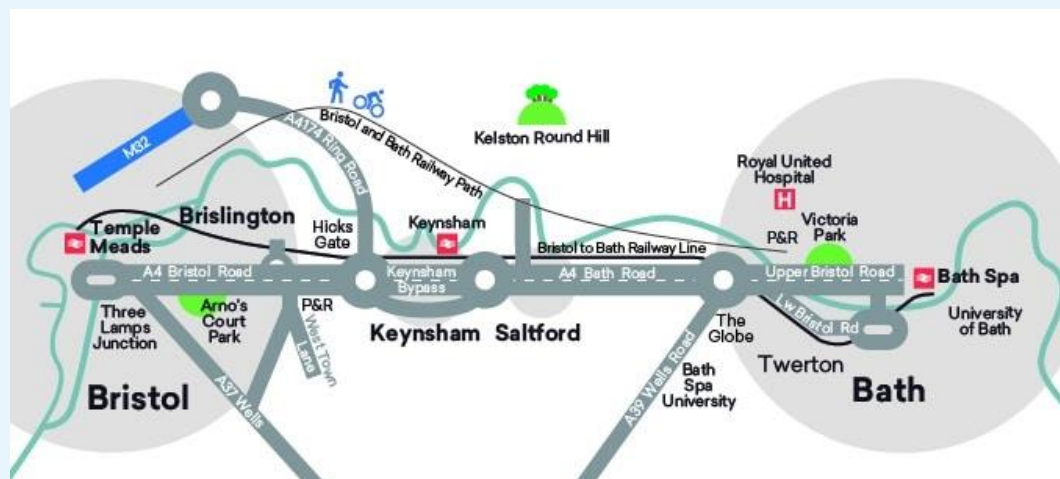 M32
A4174 Ring Road
Bristol and Bath Railway Path
Kelston Round Hill
Royal United
Hospital
H
Victoria
Park
P&R
Brislington
Temple
Meads
Hicks
Gate
Keynsham
Bristol to Bath Railway Line
A4 Bristol Road
Keynsham
Bypass
A4 Bath Road
Upper Bristol Road
Bath Spa
Three
Lamps
Junction
Arno's
Court
Park
P&R
West Town
Lane
Keynsham
Saltford
The
Globe
Lw Bristol Rd
University
of Bath
Twerton
Bristol
A37 Wells
A39 Wells Road
Bath
Spa
University
Bath